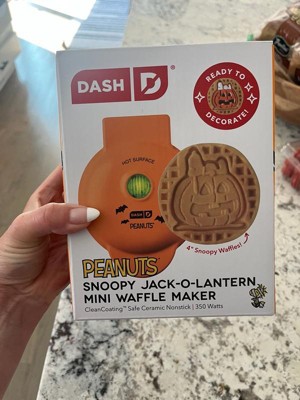 DASH D®
READY TO
DECORATE!
HOT SURFACE
DASH D
PEANUTS
4" Snoopy Waffles!
PEANUTS™
SNOOPY JACK-O-LANTERN
MINI WAFFLE MAKER
CleanCoating™ Safe Ceramic Nonstick | 350 Watts